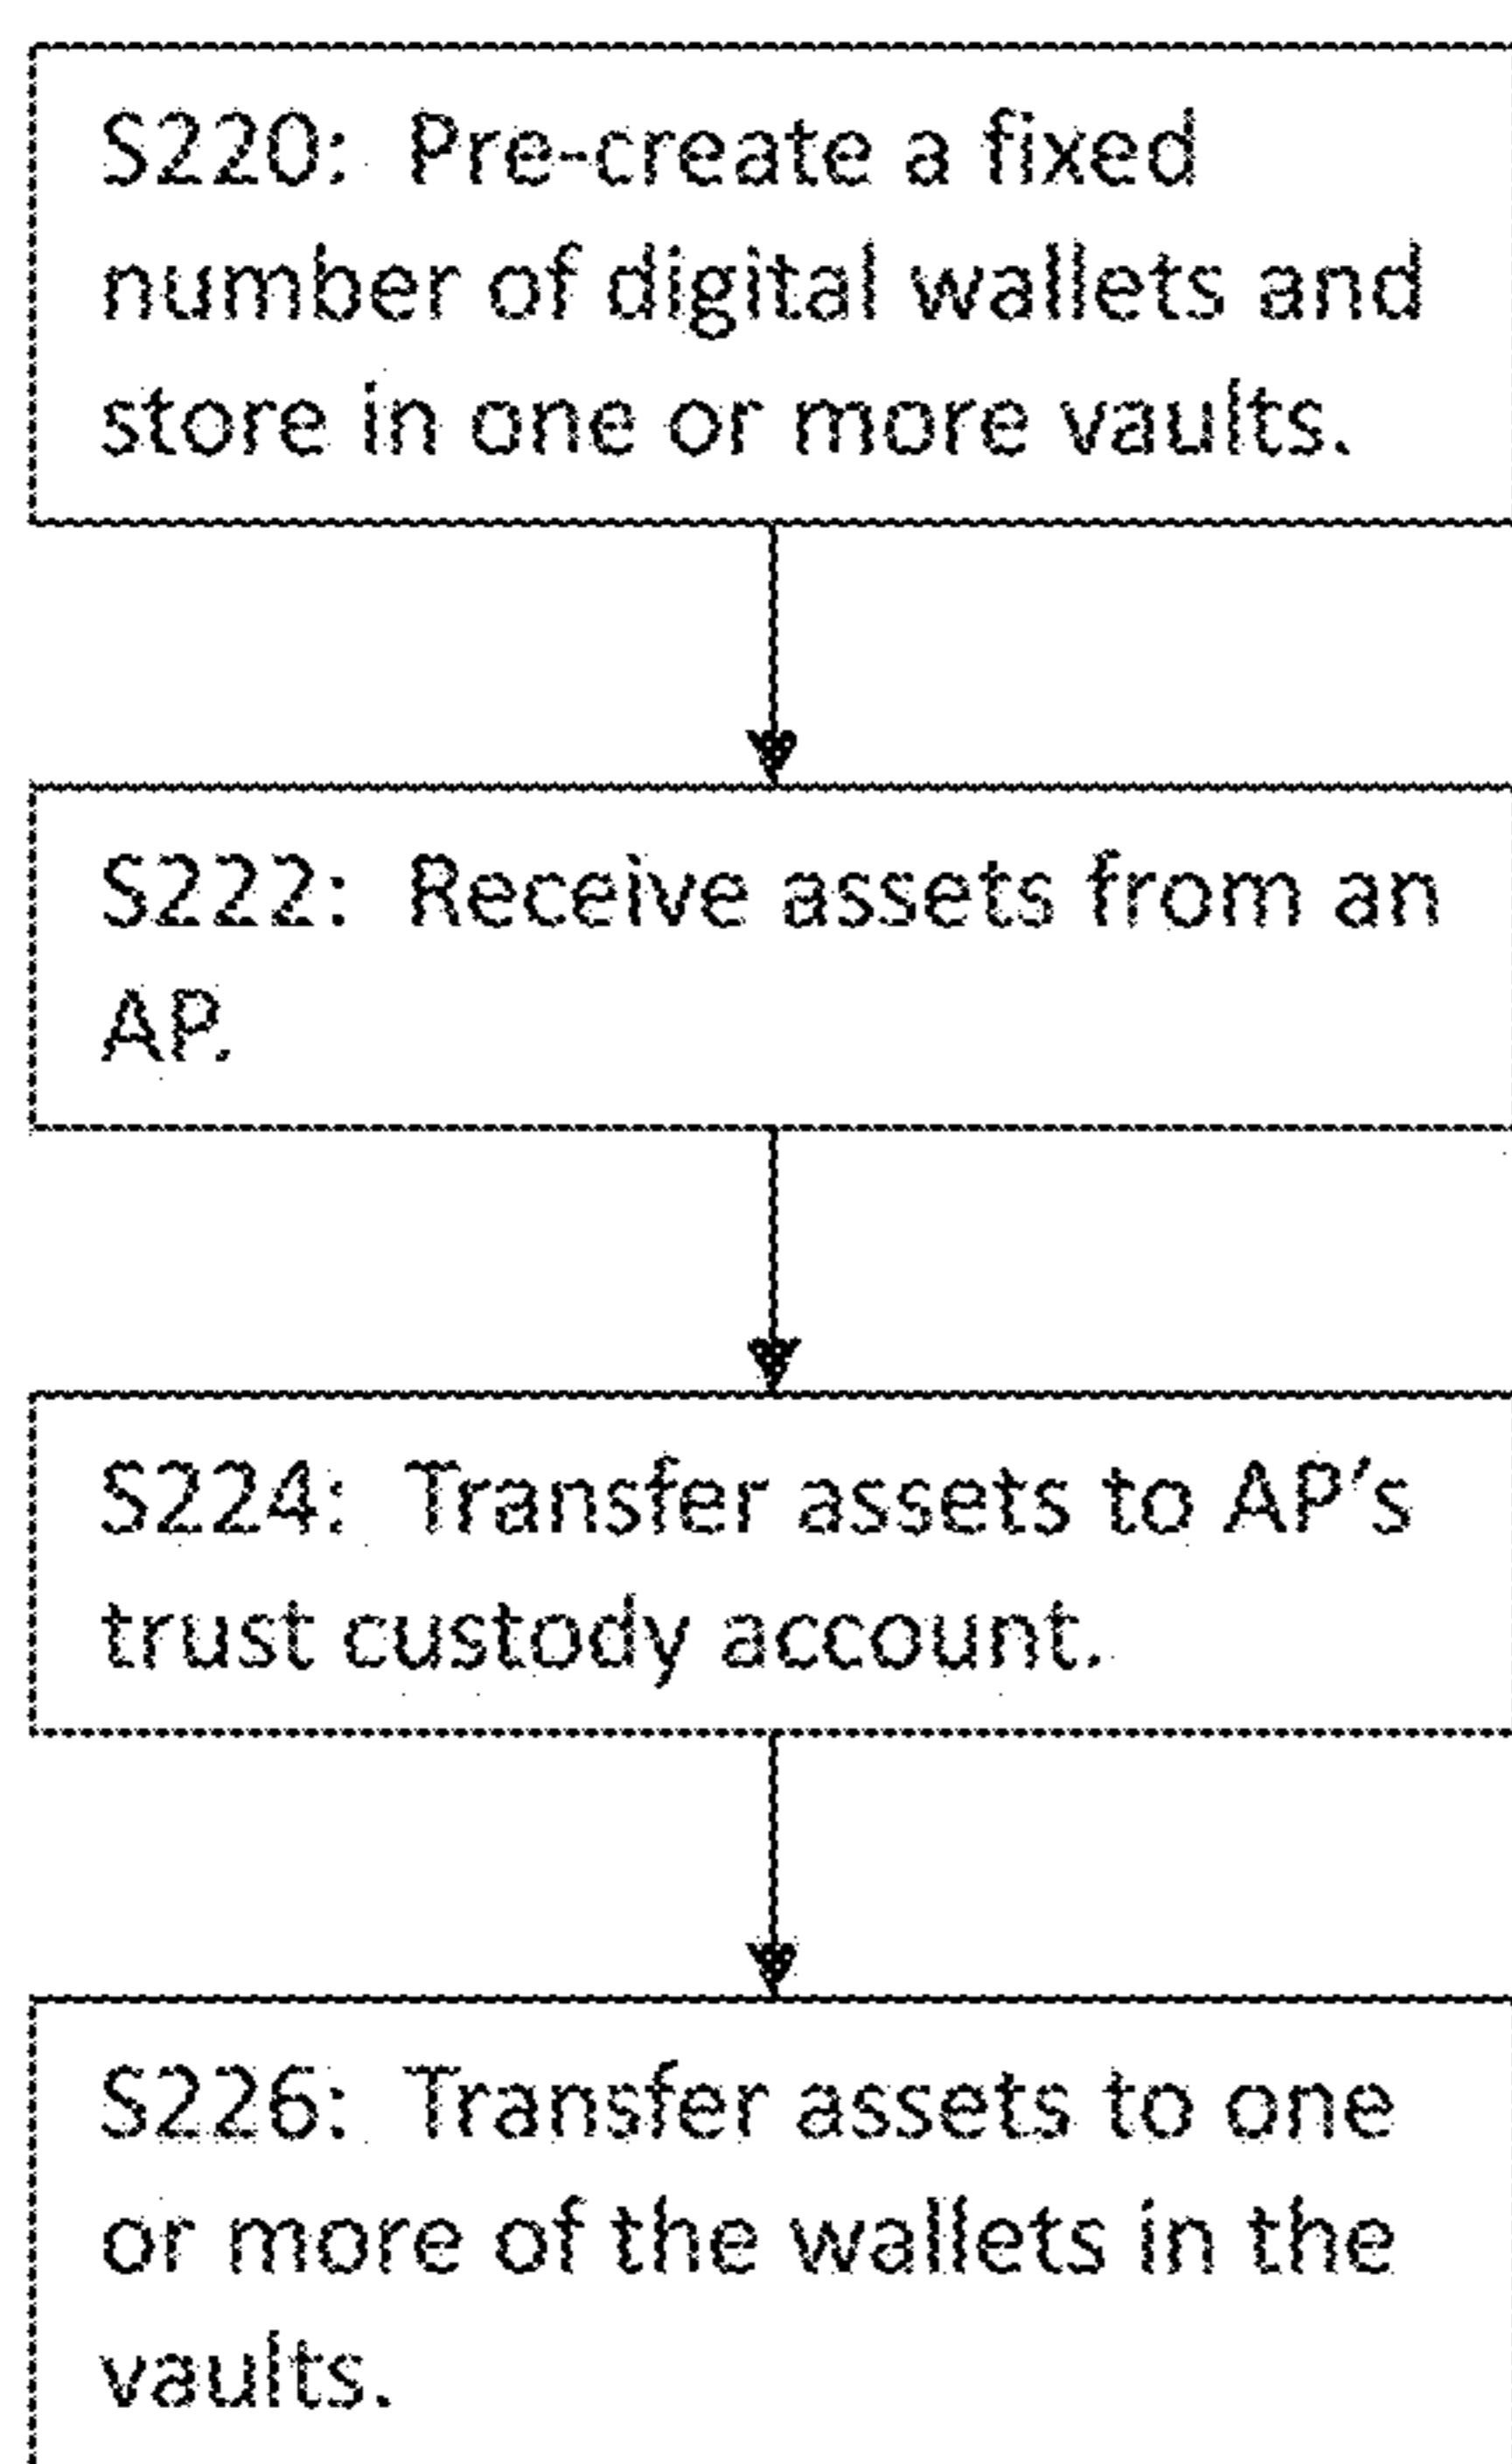 S220: Pre-create a fixed
number of digital wallets and
store in one or more vaults.
S222: Receive assets from an
AP.
S224: Transfer assets to AP's
trust custody account.
S226: Transfer assets to one
or more of the wallets in the
vaults.